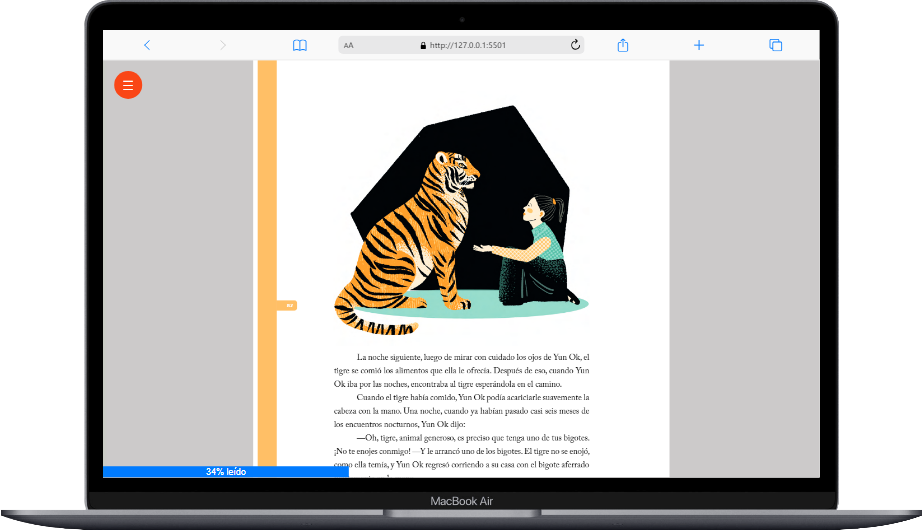 AA
http://127.0.0.1:5501
La noche siguiente, luego de mirar con cuidado los ojos de Yun Ok, el
tigre se comió los alimentos que ella le ofrecía. Después de eso, cuando Yun
Ok iba por las noches, encontraba al tigre esperándola en el camino.
Cuando el tigre había comido, Yun Ok podía acariciarle suavemente la
cabeza con la mano. Una noche, cuando ya habían pasado casi seis meses de
los encuentros nocturnos, Yun Ok dijo:
—Oh, tigre, animal generoso, es preciso que tenga uno de tus bigotes.
¡No te enojes conmigo! —Y le arrancó uno de los bigotes. El tigre no se enojó,
como ella temía, y Yun Ok regresó corriendo a su casa con el bigote aferrado
34% leído
MacBook Air